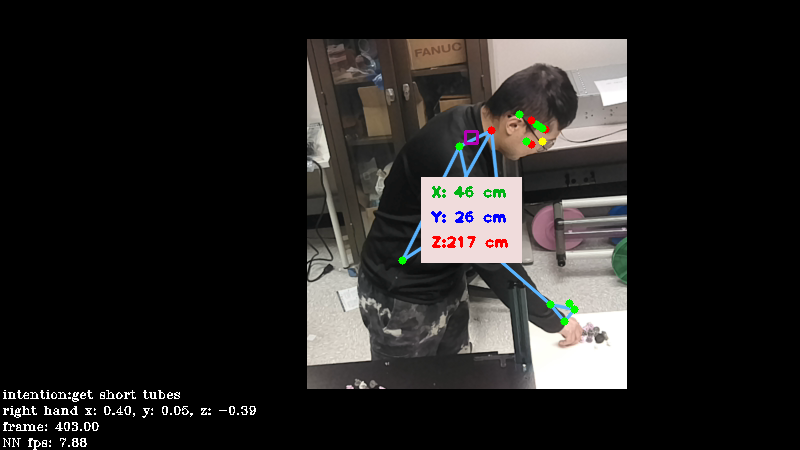 FANUC
X: 46 cm
Y: 26 cm
Z:217 cm
intention:get short tubes
right hand x: 0.40, y: 0.05, z: -0.39
frame: 403.00
NN fps: 7.88